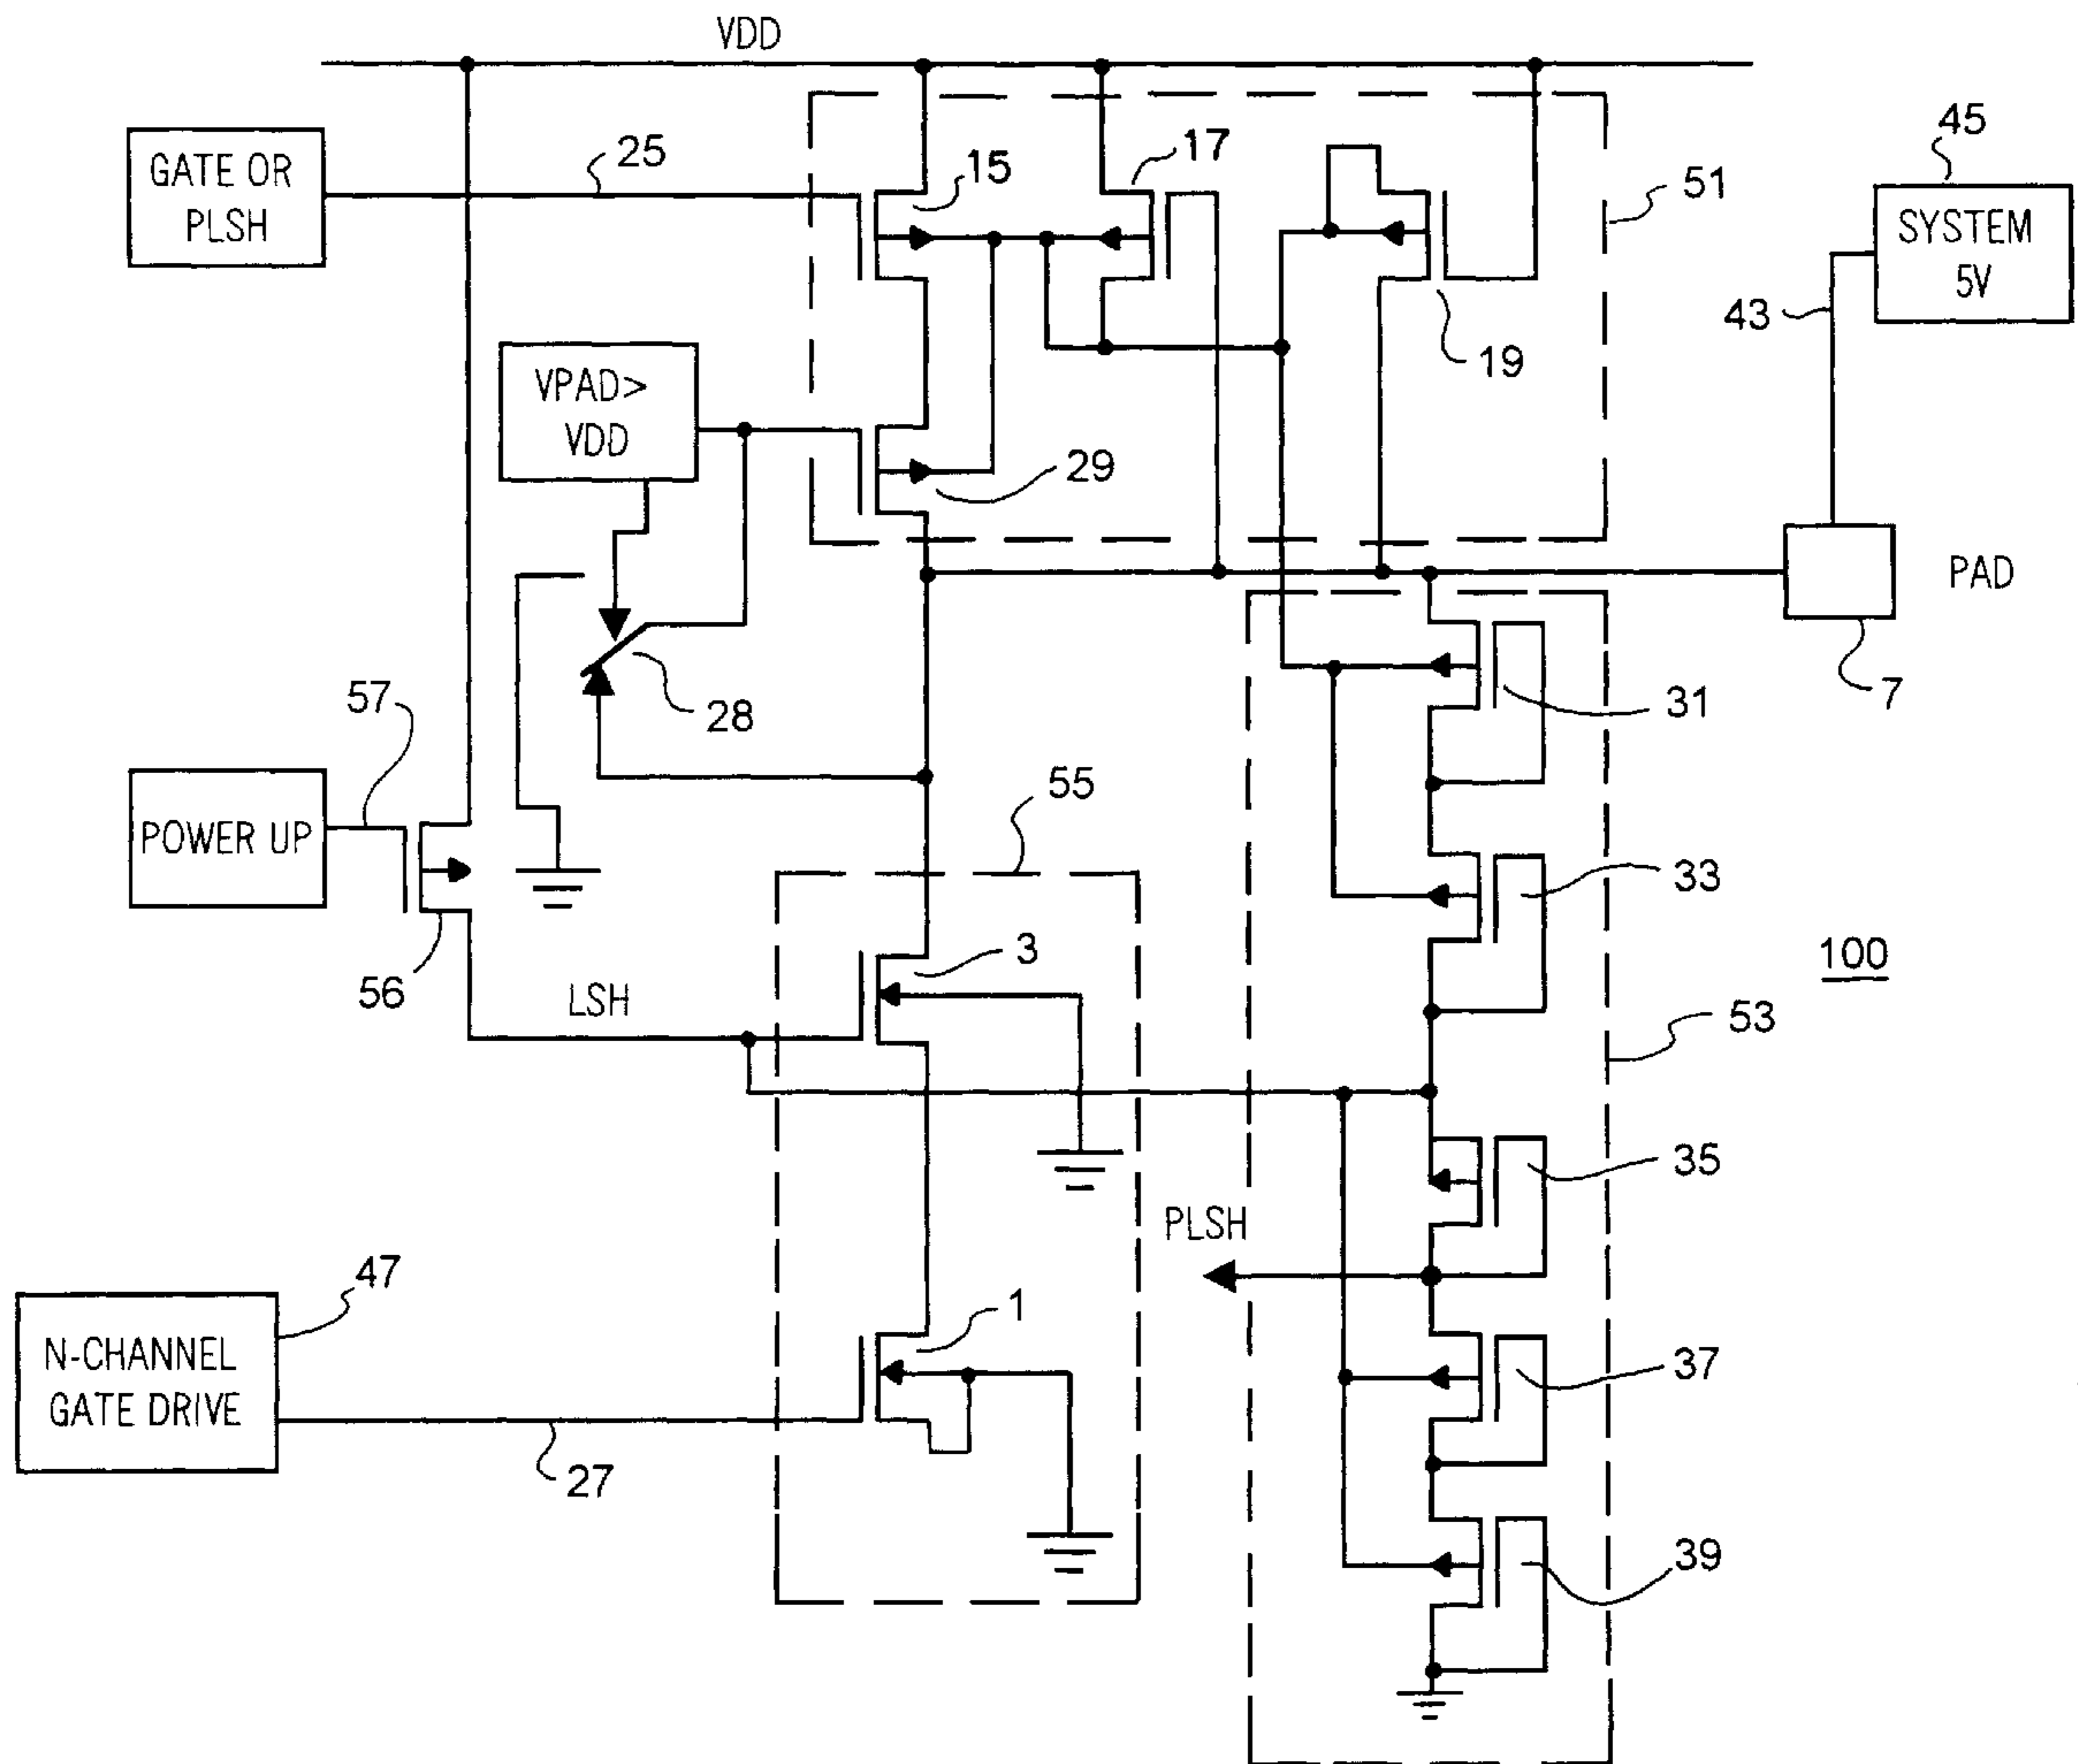 VDD
GATE OR
PLSH
25
15
17
51
45
SYSTEM
5V
43
19
VPAD>
VDD
29
PAD
7
28
31
57
POWER UP
56
55
33
3
LSH
100
53
35
PLSH
47
N-CHANNEL
GATE DRIVE
27
1
37
39